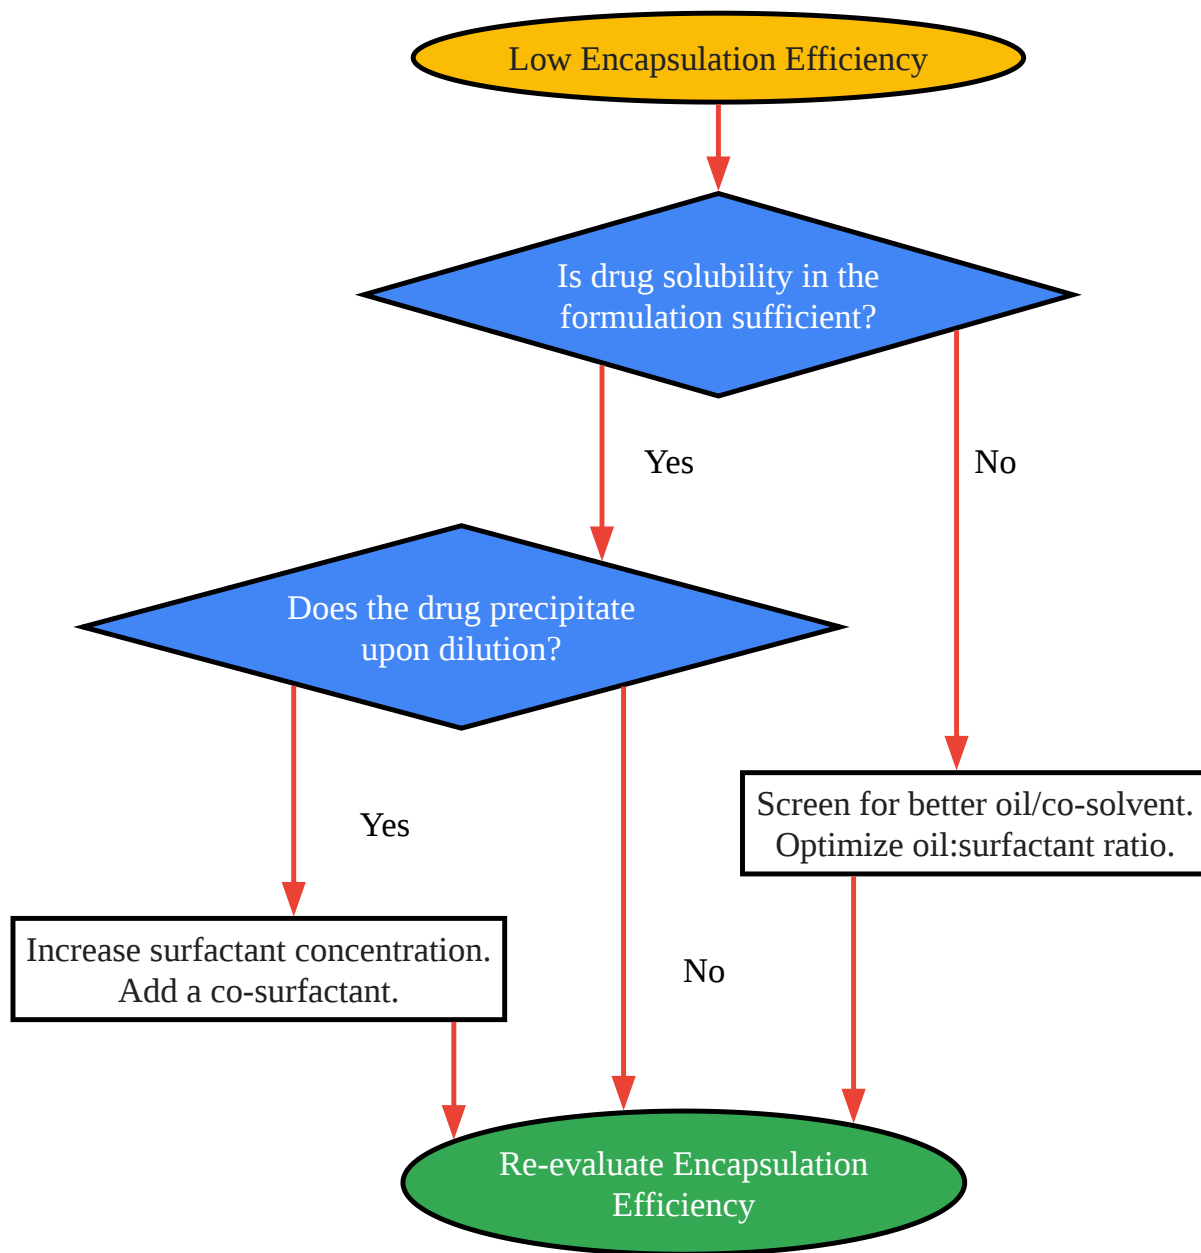 Low Encapsulation Efficiency
Is drug solubility in the
formulation sufficient?
Yes
No
Does the drug precipitate
upon dilution?
Screen for better oil/co-solvent.
Optimize oil:surfactant ratio.
Yes
Increase surfactant concentration.
Add a co-surfactant.
No
Re-evaluate Encapsulation
Efficiency